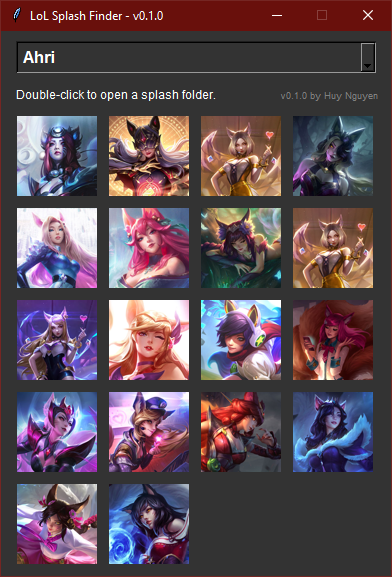 LoL Splash Finder - v0.1.0
Ahri
Double-click to open a splash folder.
v0.1.0 by Huy Nguyen